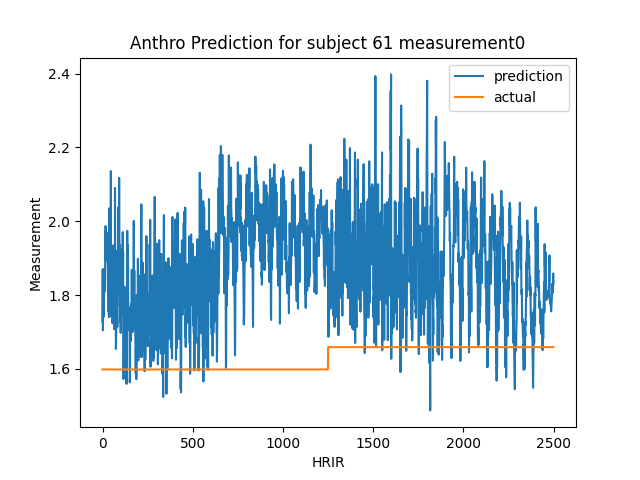 Anthro Prediction for subject 61 measurement0
prediction
actual
Measurement
2.4
2.2
2.0
1.8
1.6
0
500
1000
1500
2000
2500
HRIR